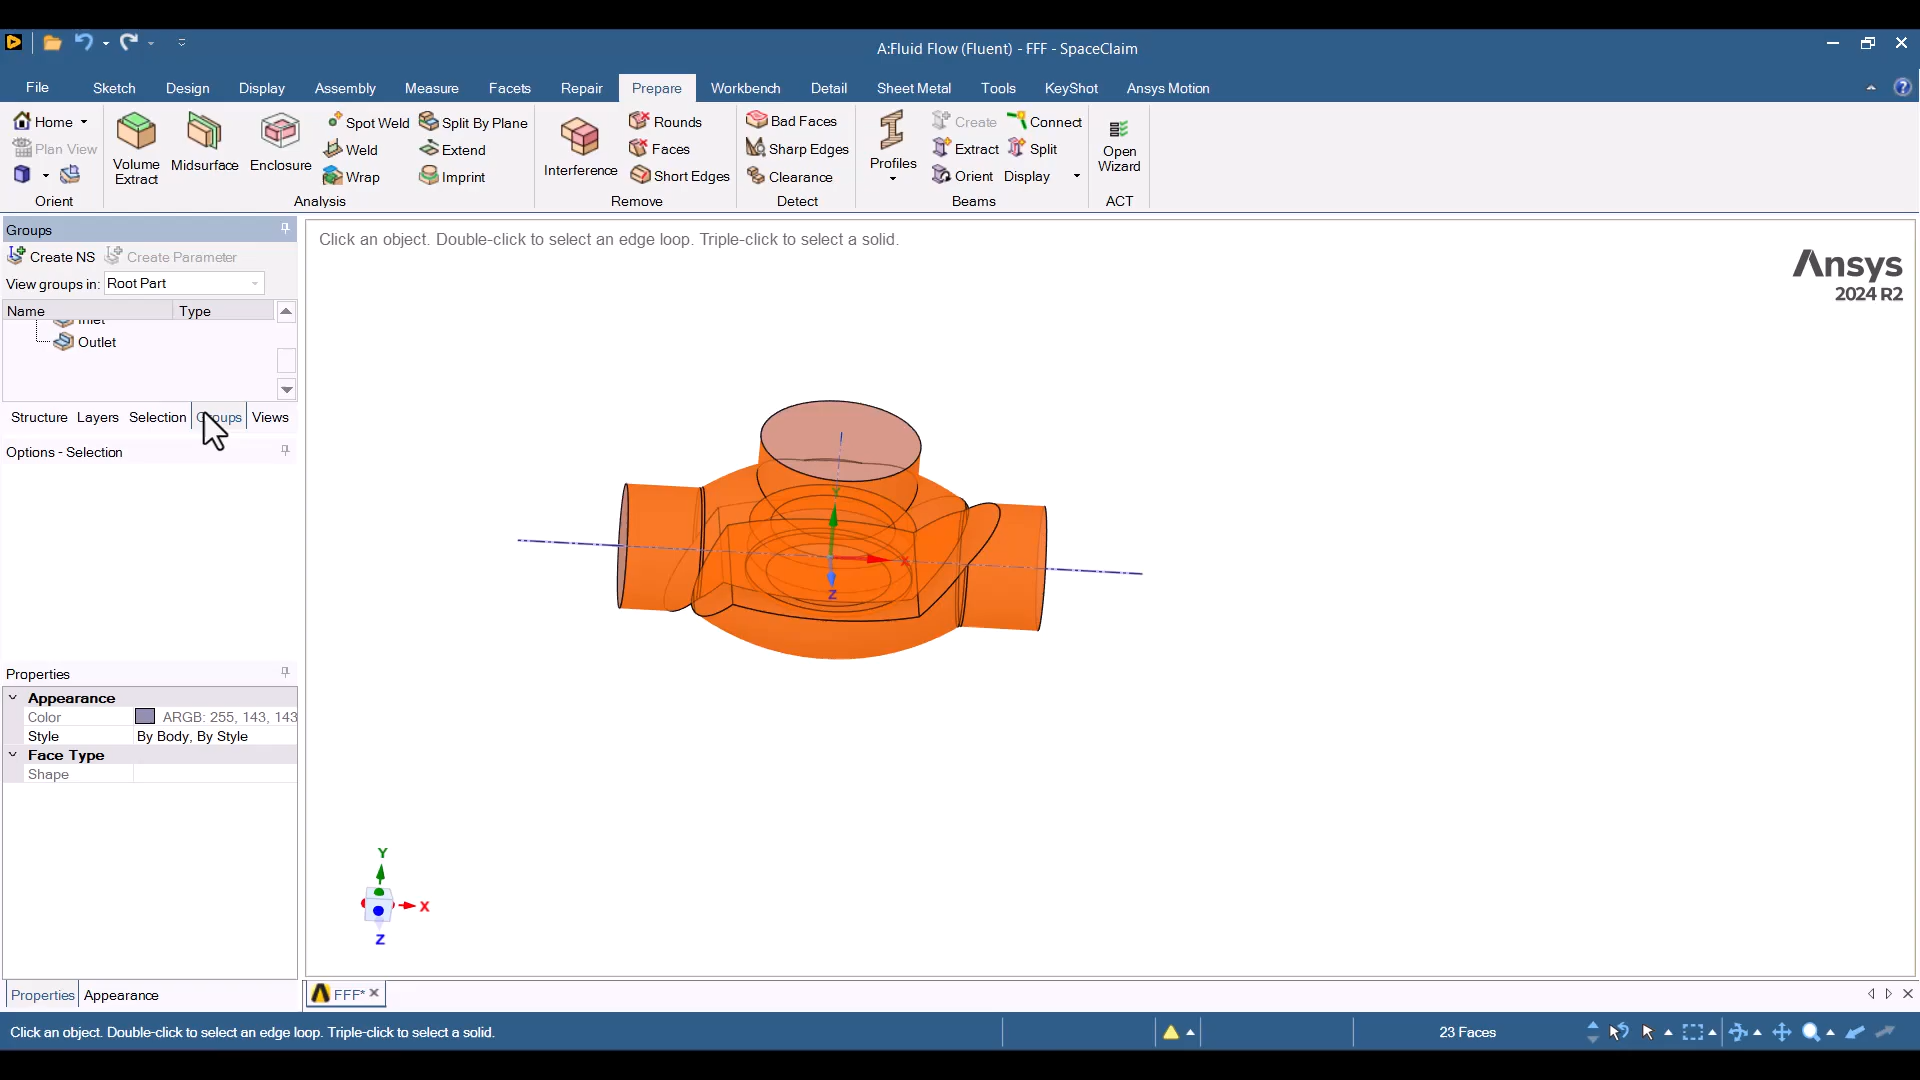 A:Fluid Flow (Fluent) - FFF - SpaceClaim
File Sketch Design Display Assembly Measure Facets Repair Prepare Workbench Detail Sheet Metal Tools KeyShot Ansys Motion
Home
Plan View
Orient
Volume Extract
Midsurface
Enclosure
Spot Weld
Weld
Wrap
Split By Plane
Extend
Imprint
Analysis
Interference
Rounds
Faces
Short Edges
Remove
Bad Faces
Sharp Edges
Clearance
Detect
Profiles
Create
Extract
Orient
Connect
Split
Display
Beams
Open Wizard
ACT
Groups
Create NS Create Parameter
View groups in: Root Part
Name Type
Inlet
Outlet
Structure Layers Selection Groups Views
Options - Selection
Properties
Appearance
Color ARGB: 255, 143, 143
Style By Body, By Style
Face Type
Shape
Properties Appearance
Click an object. Double-click to select an edge loop. Triple-click to select a solid.
Ansys
2024 R2
Y
X
Z
Y
X
Z
FFF*
Click an object. Double-click to select an edge loop. Triple-click to select a solid.
23 Faces